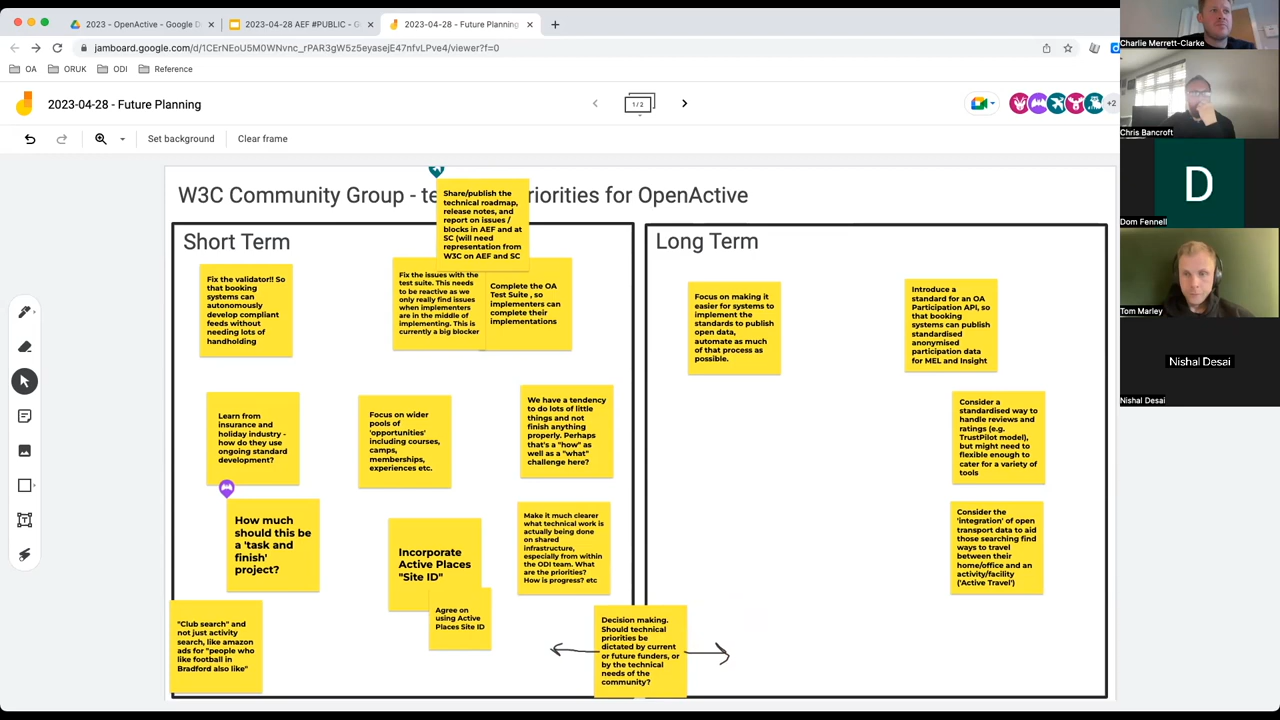 2023 - OpenActive - Google D
2023-04-28 AEF #PUBLIC - G
2023-04-28 - Future Planning
jamboard.google.com/d/1CErNEoU5M0WNvnc_rPAR3gW5z5eyasejE47nfvLPve4/viewer?f=0
OA
ORUK
ODI
Reference
2023-04-28 - Future Planning
1/2
+2
Set background
Clear frame
W3C Community Group - te
riorities for OpenActive
Share/publish the
technical roadmap,
release notes, and
report on issues /
blocks in AEF and at
SC (will need
representation from
W3C on AEF and SC
Short Term
Fix the validator!! So
that booking
systems can
autonomously
develop compliant
feeds without
needing lots of
handholding
Fix the issues with the
test suite. This needs
to be reactive as we
only really find issues
when implementers
are in the middle of
implementing. This is
currently a big blocker
Complete the OA
Test Suite , so
implementers can
complete their
implementations
Learn from
insurance and
holiday industry -
how do they use
ongoing standard
development?
Focus on wider
pools of
'opportunities'
including courses,
camps,
memberships,
experiences etc.
We have a tendency
to do lots of little
things and not
finish anything
properly. Perhaps
that's a "how" as
well as a "what"
challenge here?
How much
should this be
a 'task and
finish'
project?
Incorporate
Active Places
"Site ID"
Agree on
using Active
Places Site ID
Make it much clearer
what technical work is
actually being done
on shared
infrastructure,
especially from within
the ODI team. What
are the priorities?
How is progress? etc
"Club search" and
not just activity
search, like amazon
ads for "people who
like football in
Bradford also like"
Decision making.
Should technical
priorities be
dictated by current
or future funders, or
by the technical
needs of the
community?
Long Term
Focus on making it
easier for systems to
implement the
standards to publish
open data,
automate as much
of that process as
possible.
Introduce a
standard for an OA
Participation API, so
that booking
systems can publish
standardised
anonymised
participation data
for MEL and Insight
Consider a
standardised way to
handle reviews and
ratings (e.g.
TrustPilot model),
but might need to
flexible enough to
cater for a variety of
tools
Consider the
'integration' of open
transport data to aid
those searching find
ways to travel
between their
home/office and an
activity/facility
('Active Travel')
Charlie Merrett-Clarke
Chris Bancroft
D
Dom Fennell
Tom Marley
Nishal Desai
Nishal Desai